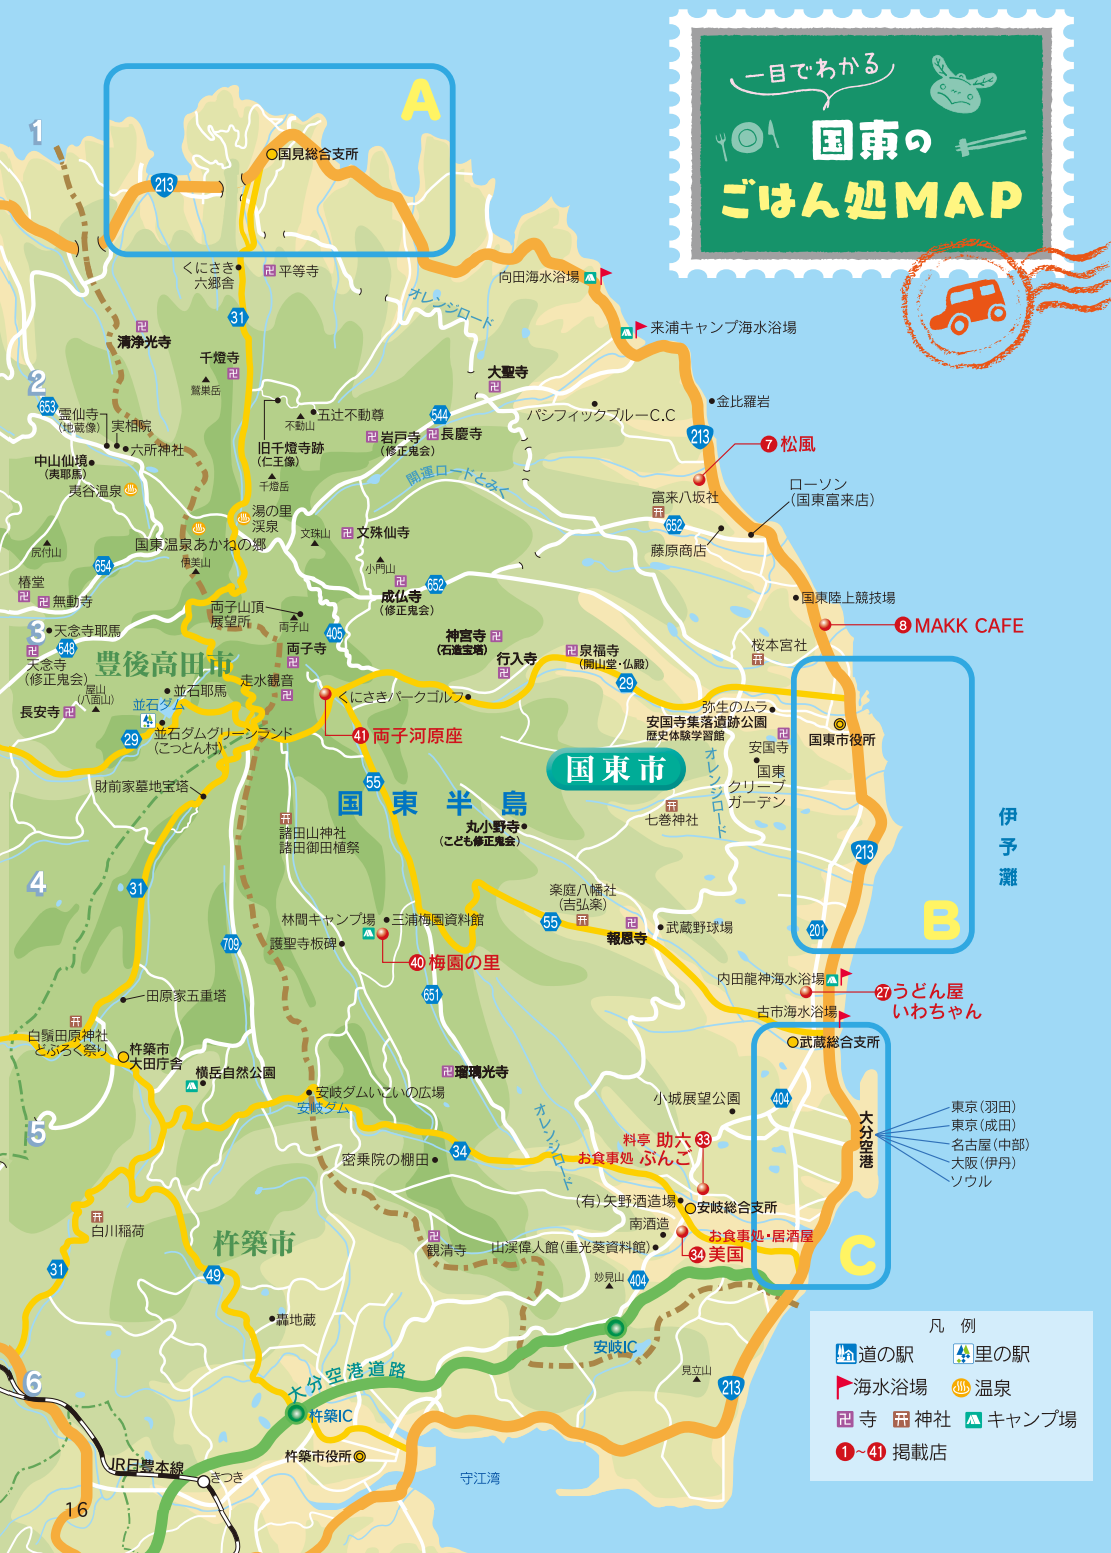 一目でわかる
国東の
ごはん処MAP
A
1
国見総合支所
213
くにさき
六郷舎
平等寺
向田海水浴場
オレンジロード
31
清浄光寺
来浦キャンプ海水浴場
千燈寺
鷲巣岳
大聖寺
2
653
霊仙寺
(地蔵像)
実相院
六所神社
五辻不動尊
不動山
544
パシフィックブルーC.C
金比羅岩
213
7 松風
旧千燈寺跡
(仁王像)
岩戸寺
(修正鬼会)
長慶寺
中山仙境
(夷耶馬)
夷谷温泉
千燈岳
開運ロードとみく
富来八坂社
ローソン
(国東富来店)
湯の里
渓泉
国東温泉あかねの郷
文珠山
文殊仙寺
652
藤原商店
尻付山
654
伊美山
小門山
椿堂
無動寺
成仏寺
(修正鬼会)
652
国東陸上競技場
両子山頂
展望所
両子山
405
8 MAKK CAFE
3
天念寺耶馬
548
天念寺
(修正鬼会)
豊後高田市
両子寺
神宮寺
(石造宝塔)
行入寺
泉福寺
(開山堂・仏殿)
桜本宮社
屋山
(八面山)
並石耶馬
走水観音
29
長安寺
並石ダム
くにさきパークゴルフ
弥生のムラ
安国寺集落遺跡公園
歴史体験学習館
国東市役所
29
並石ダムグリーンランド
(こっとん村)
41 両子河原座
安国寺
国東市
国東
クリーブ
ガーデン
オレンジロード
財前家墓地宝塔
55
国東半島
伊予灘
七巻神社
諸田山神社
諸田御田植祭
丸小野寺
(こども修正鬼会)
213
4
31
楽庭八幡社
(吉弘楽)
林間キャンプ場
三浦梅園資料館
55
報恩寺
武蔵野球場
201
B
709
護聖寺板碑
40 梅園の里
内田龍神海水浴場
651
27 うどん屋
いわちゃん
田原家五重塔
古市海水浴場
白鬚田原神社
どぶろく祭り
杵築市
大田庁舎
武蔵総合支所
横岳自然公園
瑠璃光寺
404
小城展望公園
安岐ダムいこいの広場
安岐ダム
大分空港
東京(羽田)
東京(成田)
名古屋(中部)
大阪(伊丹)
ソウル
5
オレンジロード
34
料亭 助六 33
お食事処 ぶんご
密乗院の棚田
(有)矢野酒造場
安岐総合支所
白川稲荷
杵築市
観清寺
南酒造
お食事処・居酒屋
34 美国
山渓偉人館(重光葵資料館)
C
31
49
妙見山
404
轟地蔵
安岐IC
6
大分空港道路
見立山
213
杵築IC
杵築市役所
JR日豊本線
きつき
守江湾
凡 例
道の駅
里の駅
海水浴場
温泉
寺
神社
キャンプ場
1~41 掲載店
16